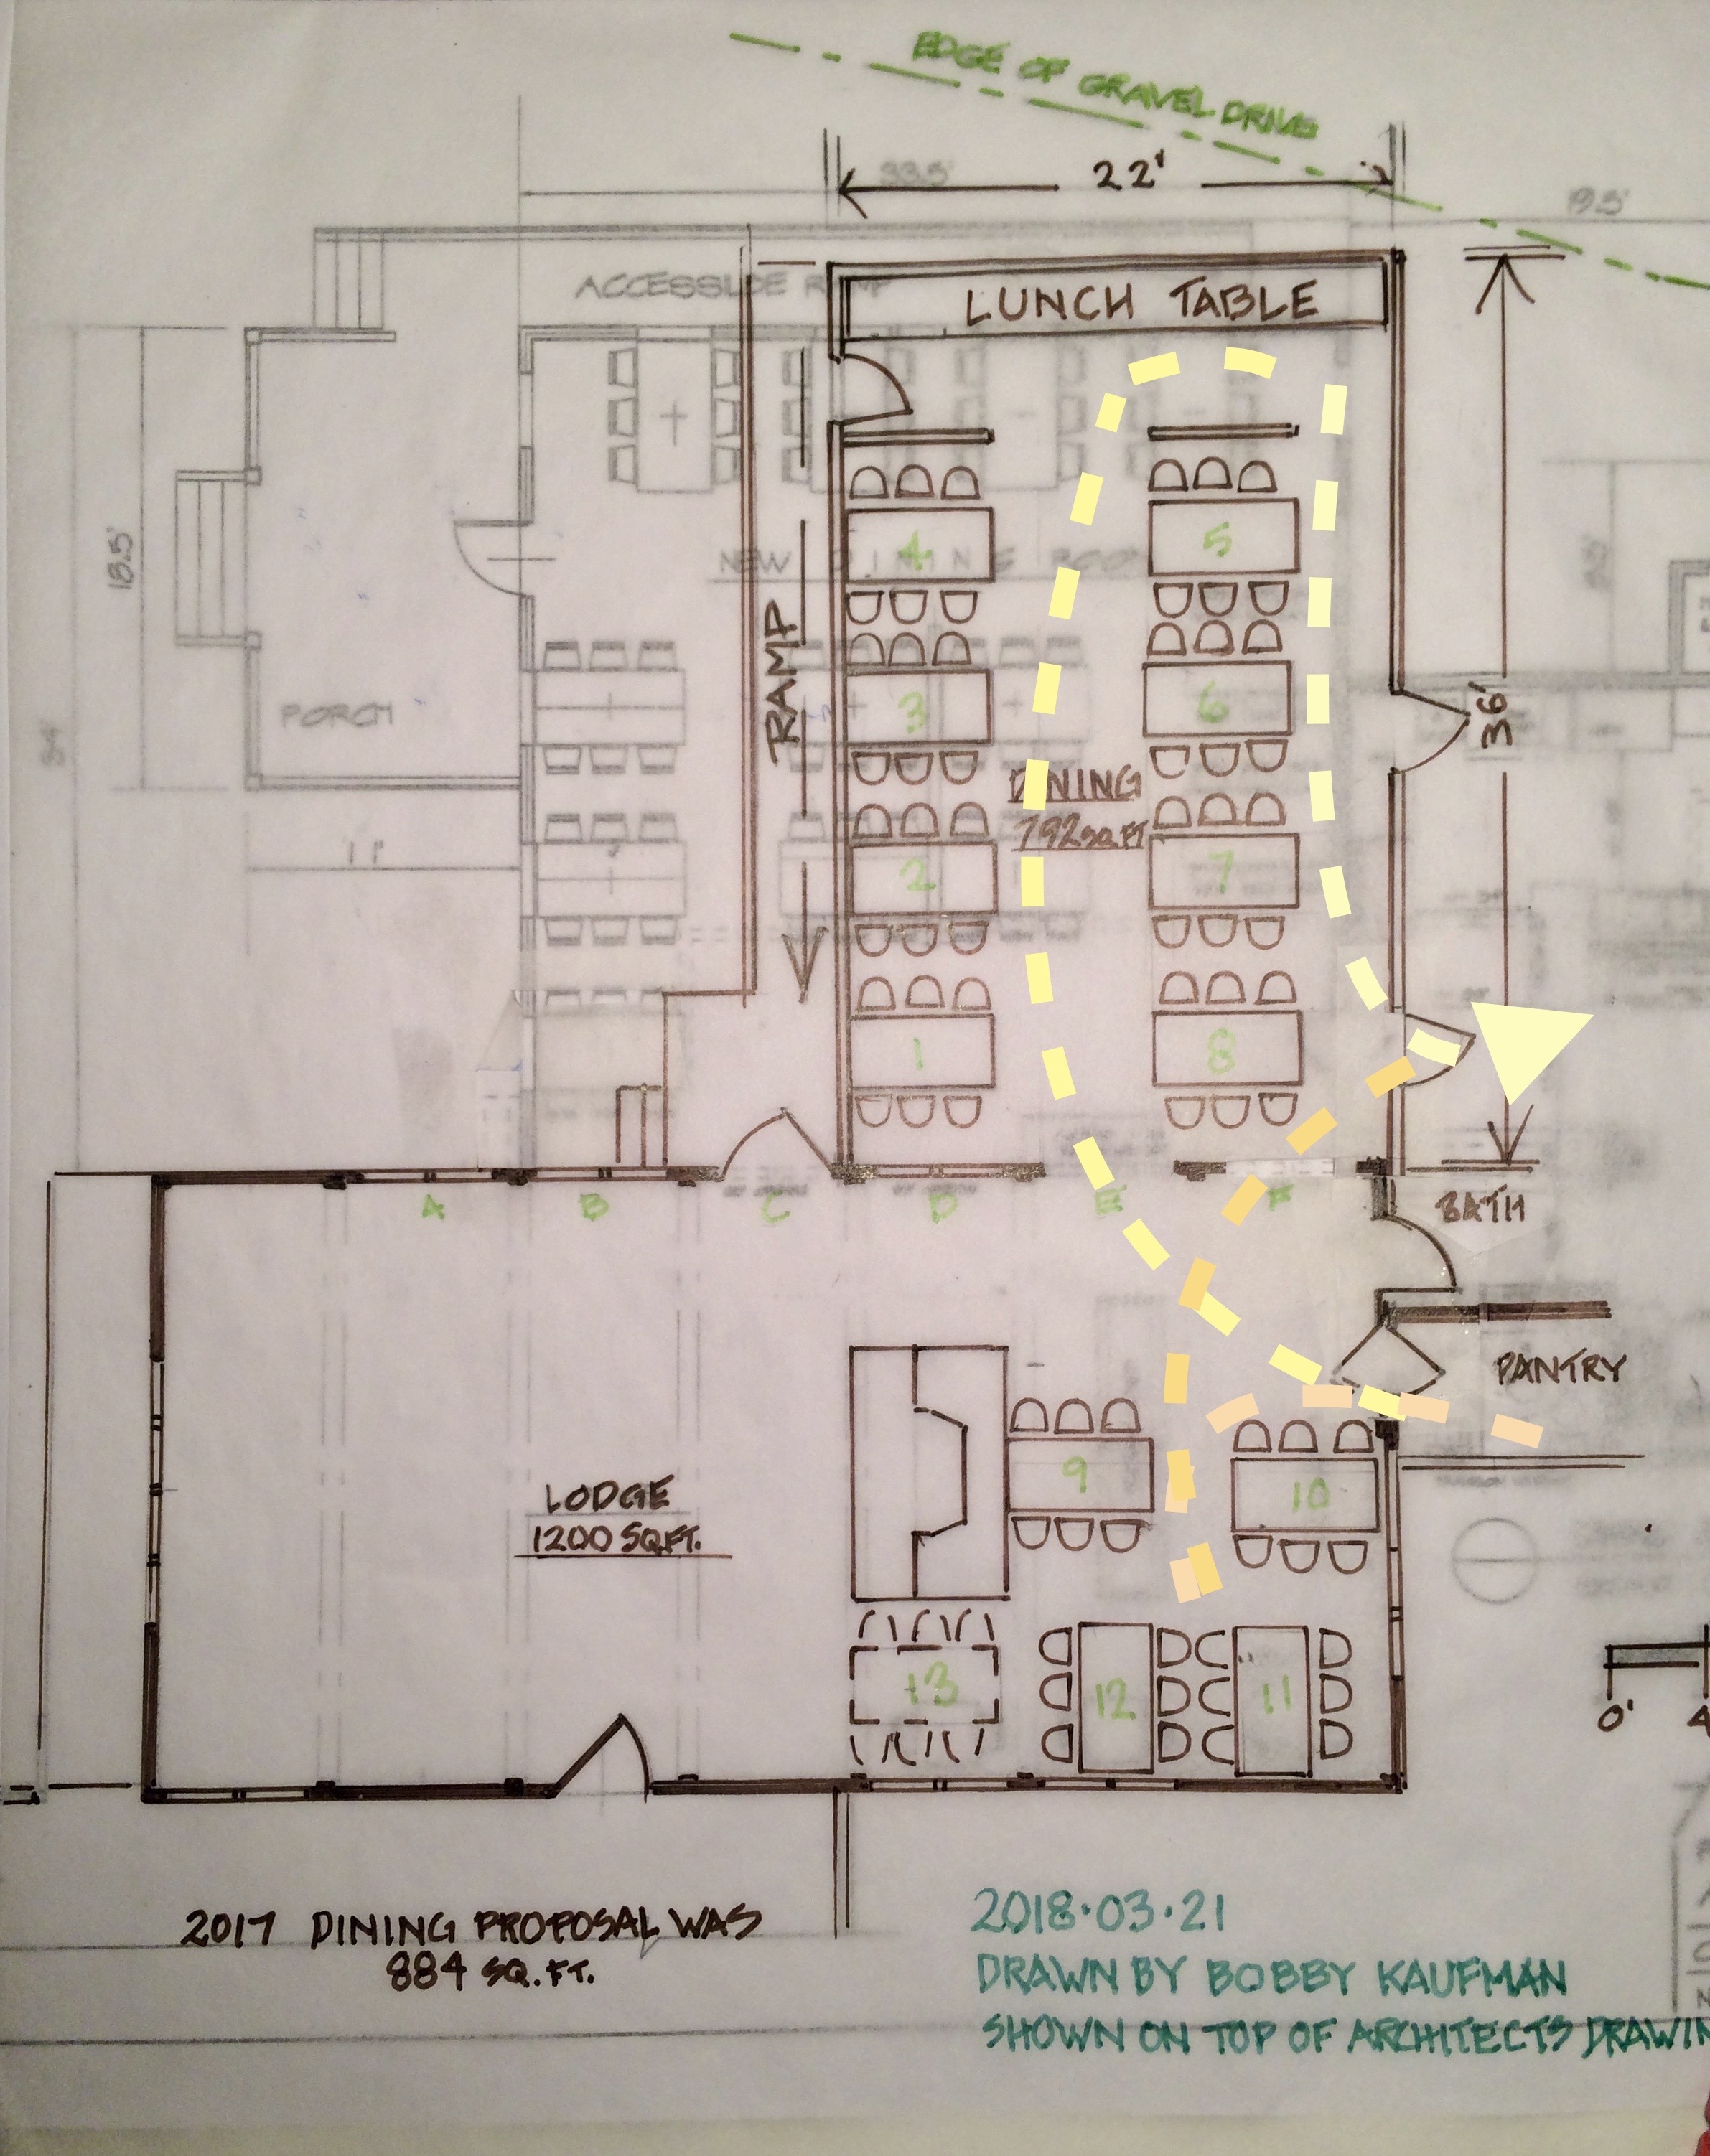 EDGE OF GRAVEL DRIVE
22'
33.5'
19.5'
ACCESSIBLE
LUNCH TABLE
4
5
NEW DINING ROOM
18.5'
RAMP
3
6
36'
PORCH
DINING
792 SQ.FT
2
7
11'
1
8
A
B
C
D
E
F
BATH
PANTRY
9
10
LODGE
1200 SQ.FT.
13
12
11
0'
2017 DINING PROPOSAL WAS
884 SQ.FT.
2018·03·21
DRAWN BY BOBBY KAUFMAN
SHOWN ON TOP OF ARCHITECTS DRAWIN